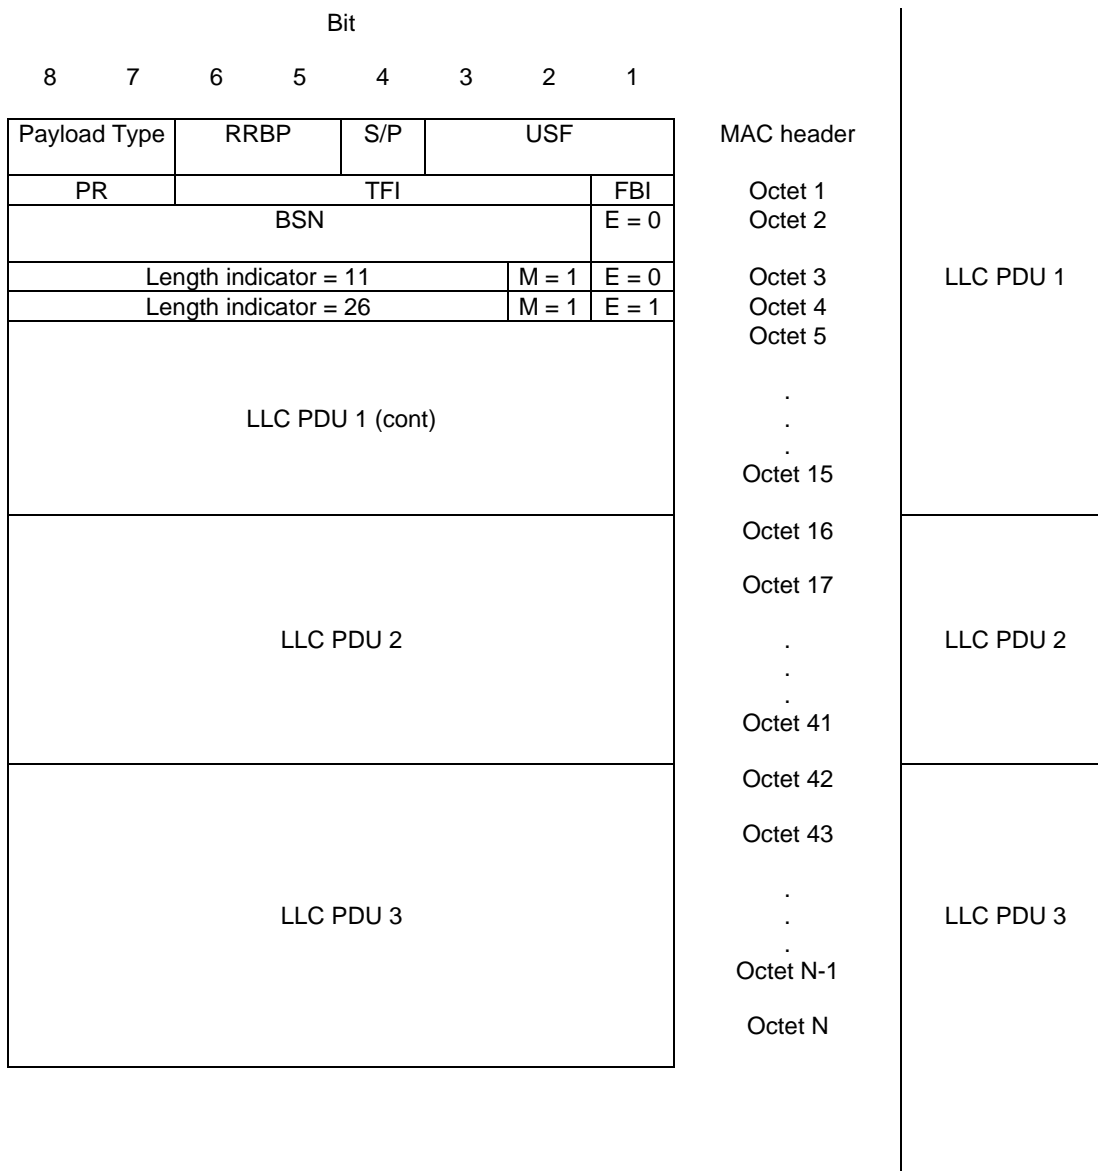 Bit
8 7 6 5 4 3 2 1
Payload Type RRBP S/P USF MAC header
PR TFI FBI Octet 1
BSN E = 0 Octet 2
Length indicator = 11 M = 1 E = 0 Octet 3 LLC PDU 1
Length indicator = 26 M = 1 E = 1 Octet 4
Octet 5
.
LLC PDU 1 (cont) .
.
Octet 15
Octet 16
Octet 17
LLC PDU 2 . LLC PDU 2
.
.
Octet 41
Octet 42
Octet 43
.
LLC PDU 3 . LLC PDU 3
.
Octet N-1
Octet N